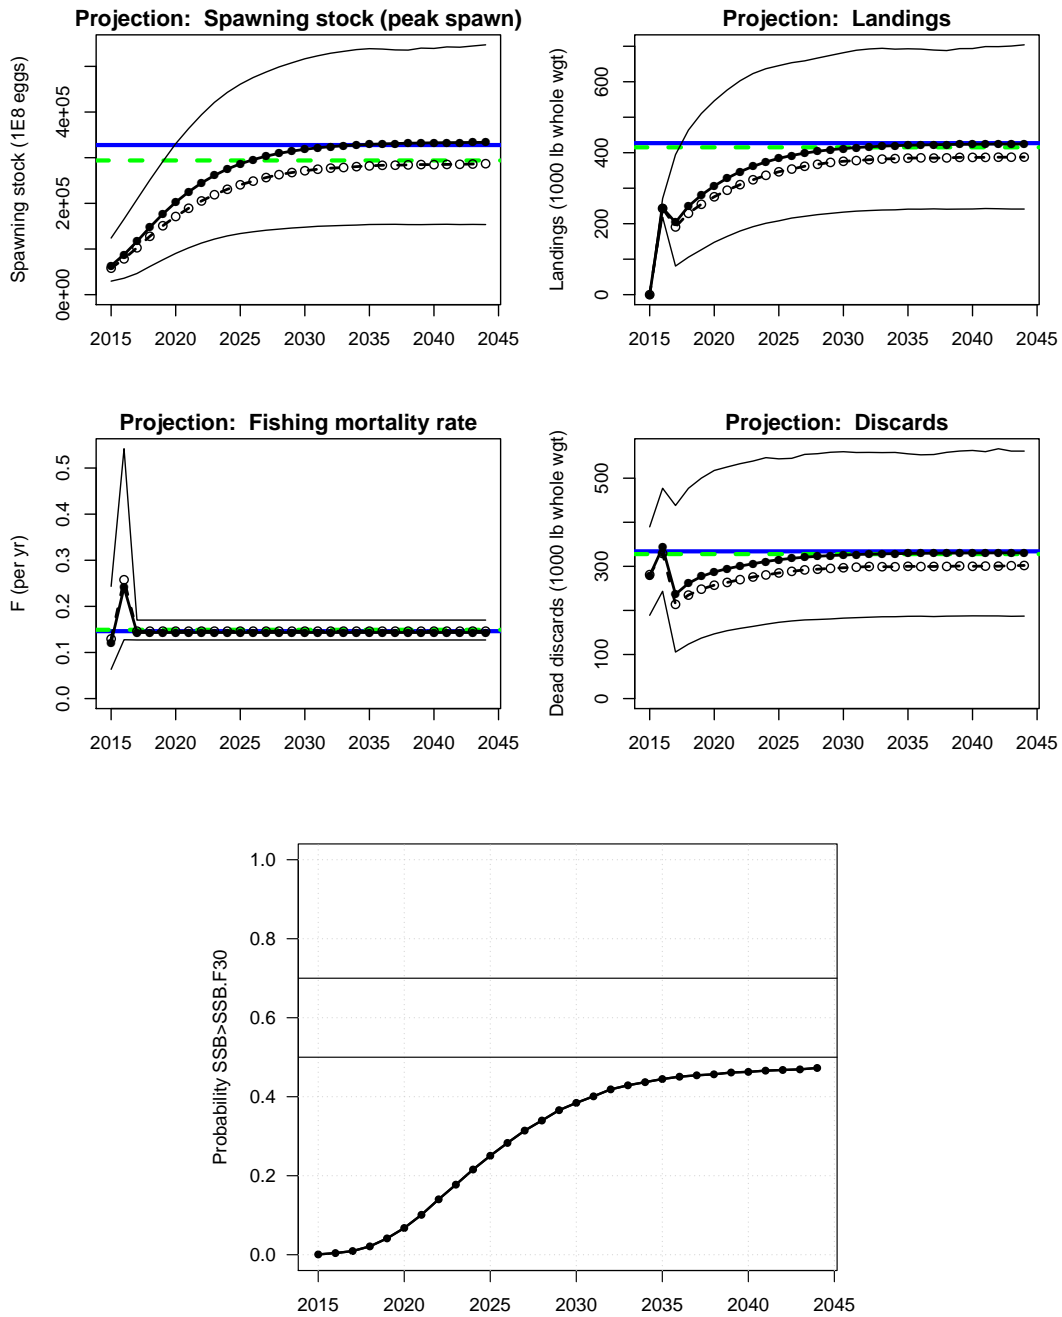 Projection: Spawning stock (peak spawn)
Spawning stock (1E8 eggs)
0e+00 2e+05 4e+05
2015 2020 2025 2030 2035 2040 2045
Projection: Landings
Landings (1000 lb whole wgt)
0 200 400 600
2015 2020 2025 2030 2035 2040 2045
Projection: Fishing mortality rate
F (per yr)
0.0 0.1 0.2 0.3 0.4 0.5
2015 2020 2025 2030 2035 2040 2045
Projection: Discards
Dead discards (1000 lb whole wgt)
0 100 300 500
2015 2020 2025 2030 2035 2040 2045
Probability SSB>SSB.F30
0.0 0.2 0.4 0.6 0.8 1.0
2015 2020 2025 2030 2035 2040 2045